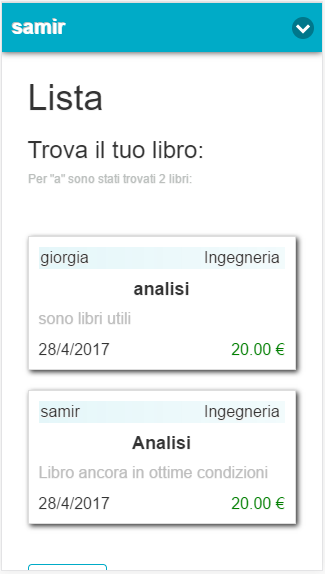 samir
Lista
Trova il tuo libro:
Per "a" sono stati trovati 2 libri:
giorgia Ingegneria
analisi
sono libri utili
28/4/2017 20.00 €
samir Ingegneria
Analisi
Libro ancora in ottime condizioni
28/4/2017 20.00 €